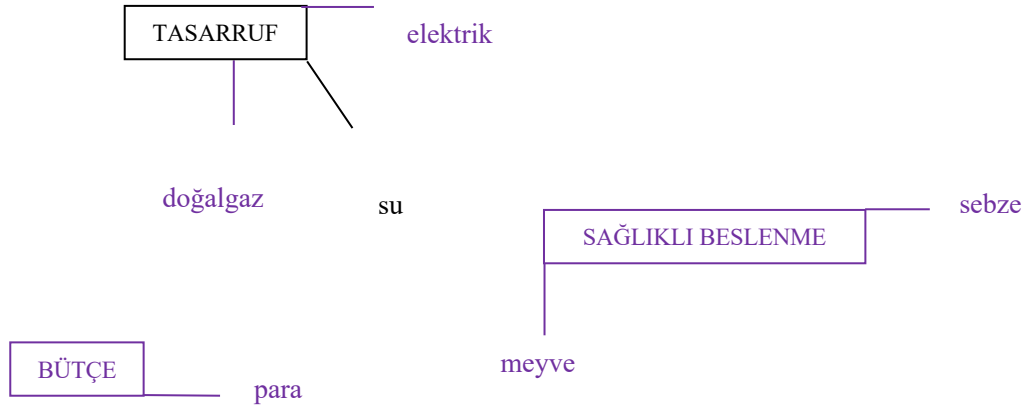 TASARRUF
elektrik
doğalgaz
su
sebze
SAĞLIKLI BESLENME
meyve
BÜTÇE
para